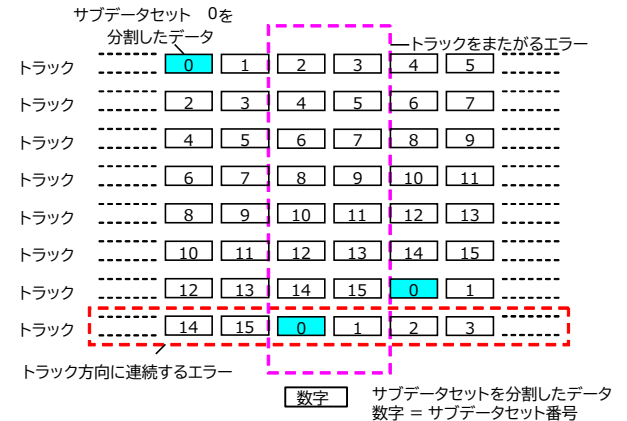 サブデータセット 0を
分割したデータ
トラックをまたがるエラー
トラック 0 1 2 3 4 5
トラック 2 3 4 5 6 7
トラック 4 5 6 7 8 9
トラック 6 7 8 9 10 11
トラック 8 9 10 11 12 13
トラック 10 11 12 13 14 15
トラック 12 13 14 15 0 1
トラック 14 15 0 1 2 3
トラック方向に連続するエラー
数字 サブデータセットを分割したデータ
数字 = サブデータセット番号